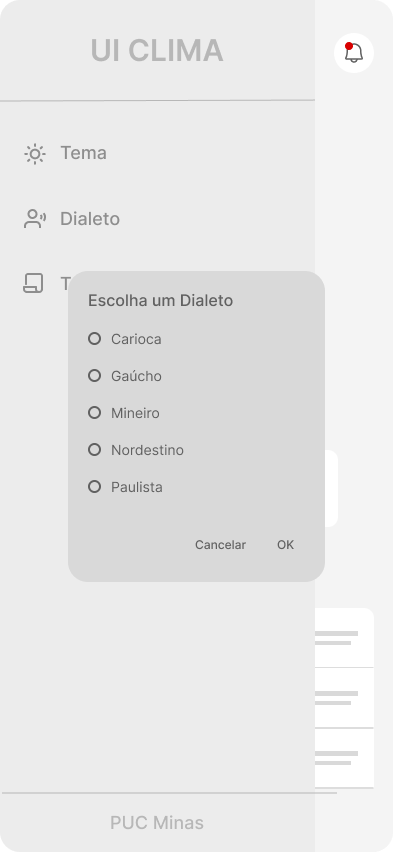 UI CLIMA
Tema
Dialeto
T
Escolha um Dialeto
Carioca
Gaúcho
Mineiro
Nordestino
Paulista
Cancelar OK
PUC Minas